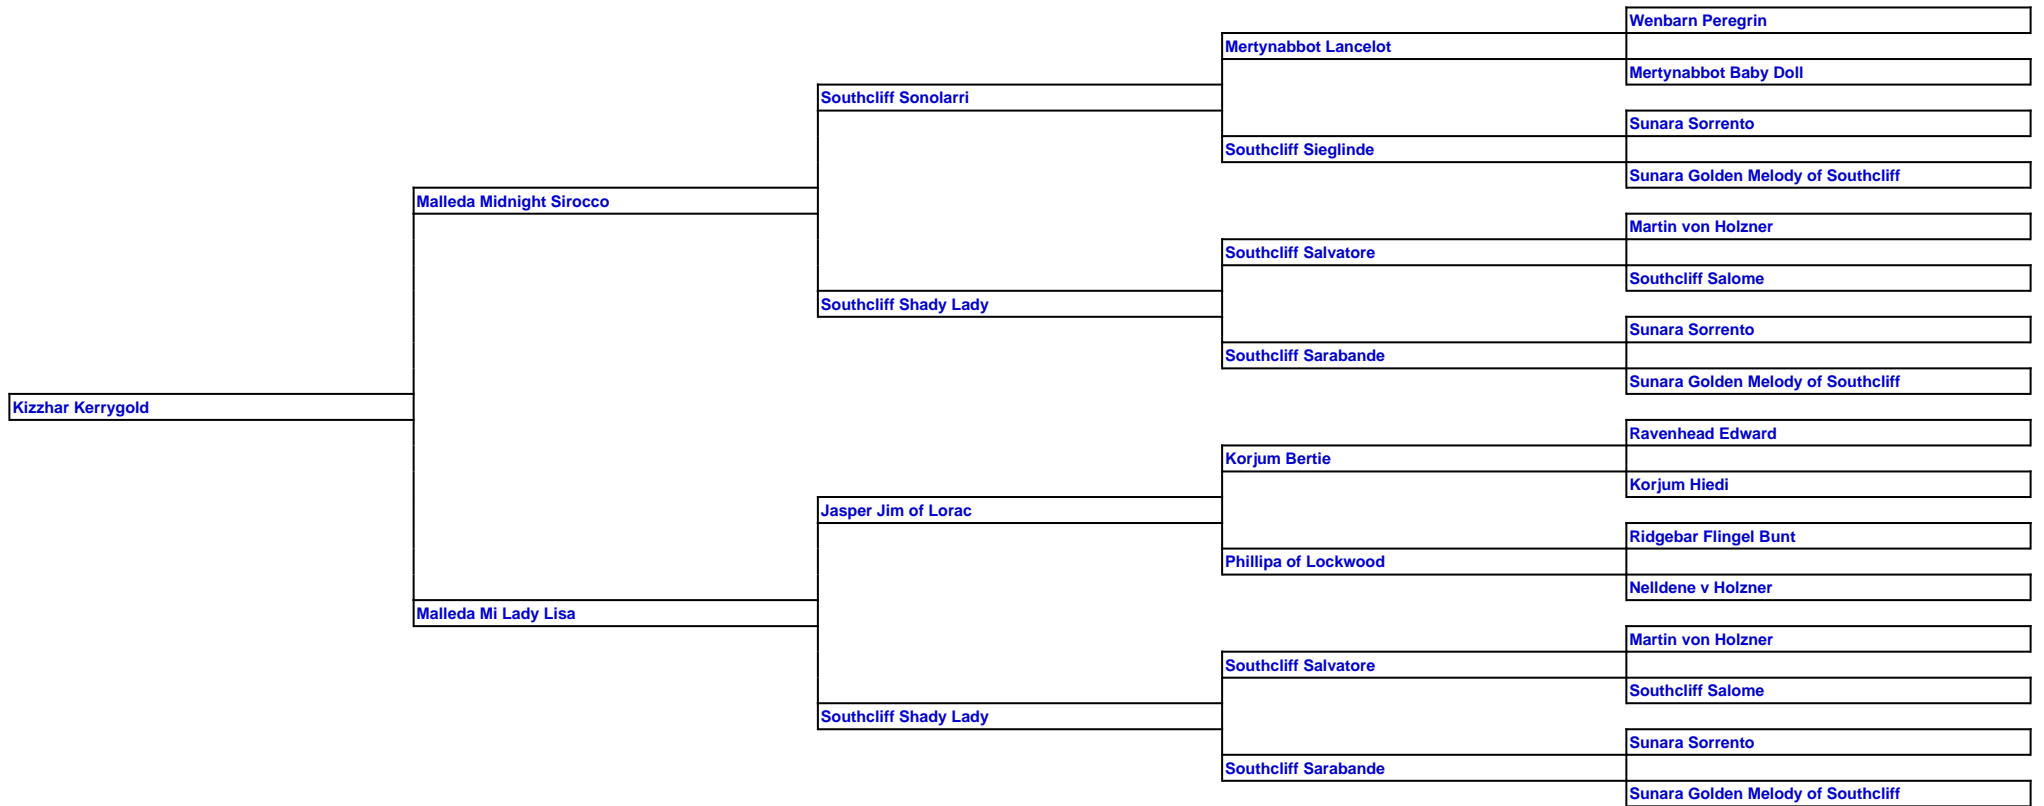 Wenbarn Peregrin
Mertynabbot Lancelot
Mertynabbot Baby Doll
Southcliff Sonolarri
Sunara Sorrento
Southcliff Sieglinde
Sunara Golden Melody of Southcliff
Malleda Midnight Sirocco
Martin von Holzner
Southcliff Salvatore
Southcliff Salome
Southcliff Shady Lady
Sunara Sorrento
Southcliff Sarabande
Sunara Golden Melody of Southcliff
Kizzhar Kerrygold
Ravenhead Edward
Korjum Bertie
Korjum Hiedi
Jasper Jim of Lorac
Ridgebar Flingel Bunt
Phillipa of Lockwood
Nelldene v Holzner
Malleda Mi Lady Lisa
Martin von Holzner
Southcliff Salvatore
Southcliff Salome
Southcliff Shady Lady
Sunara Sorrento
Southcliff Sarabande
Sunara Golden Melody of Southcliff